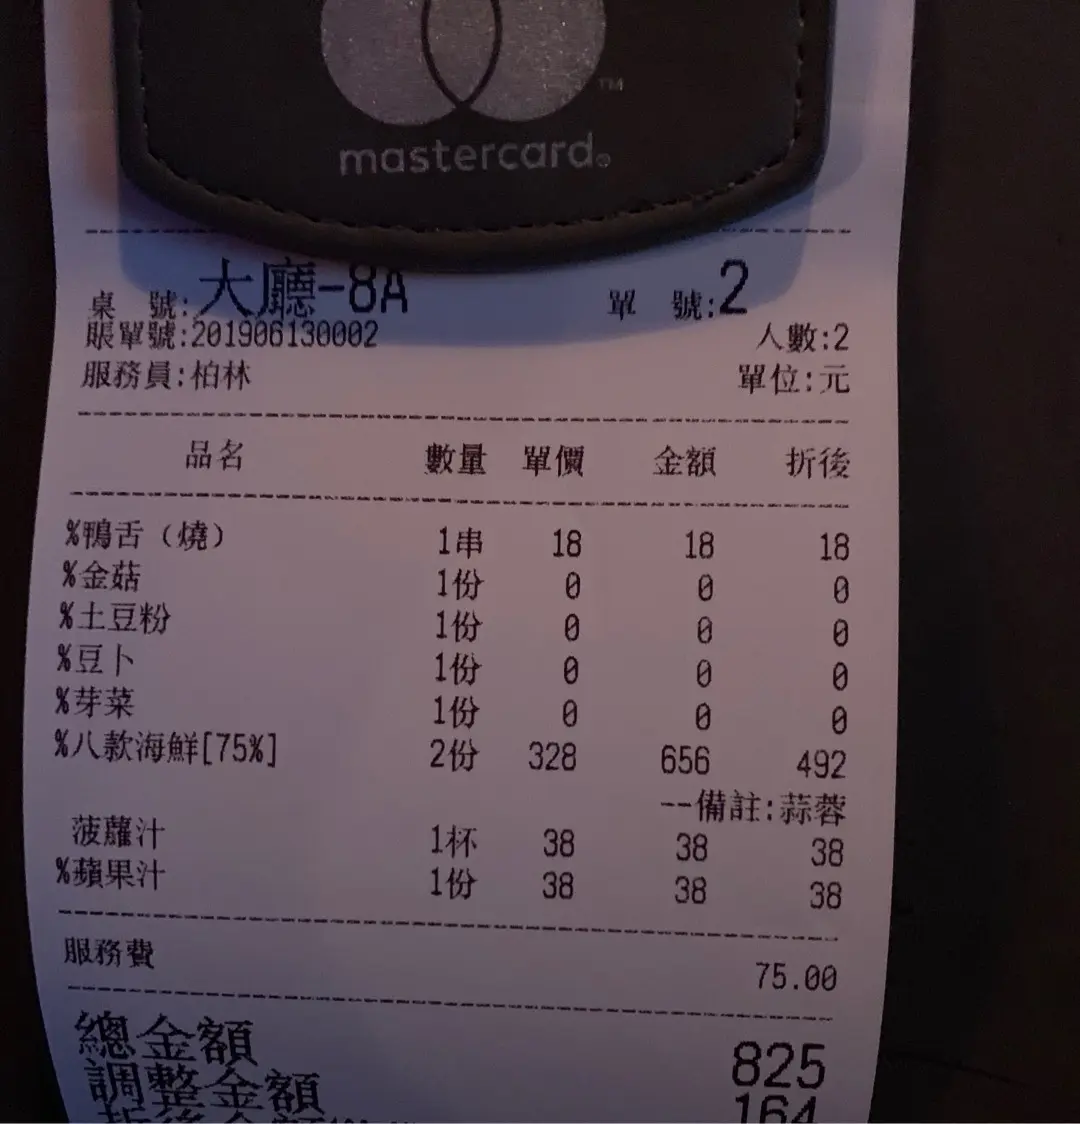 mastercard®
TM
桌 號:大廳-8A 單 號:2
賬單號:201906130002 人數:2
服務員:柏林 單位:元
品名 數量 單價 金額 折後
%鴨舌（燒） 1串 18 18 18
%金菇 1份 0 0 0
%土豆粉 1份 0 0 0
%豆卜 1份 0 0 0
%芽菜 1份 0 0 0
%八款海鮮[75%] 2份 328 656 492
--備註:蒜蓉
菠蘿汁 1杯 38 38 38
%蘋果汁 1份 38 38 38
服務費 75.00
總金額 825
調整金額 164